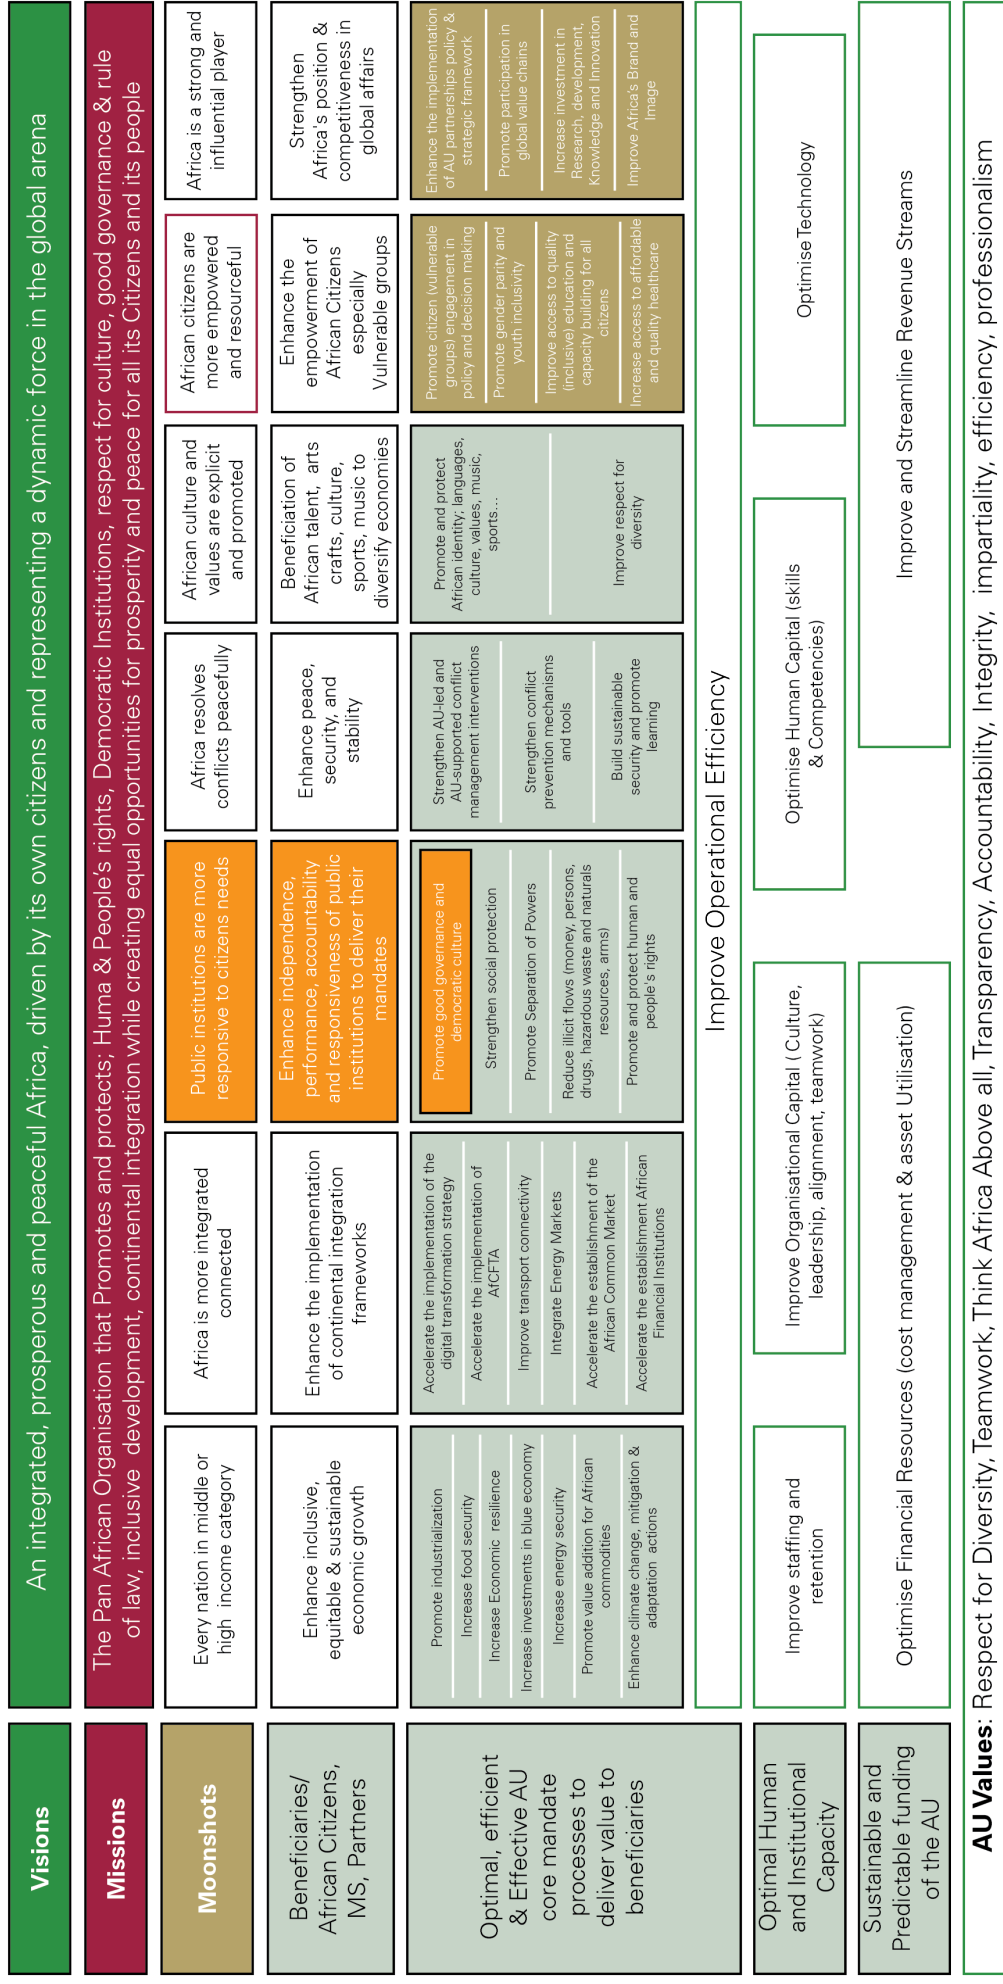 Visions
An integrated, prosperous and peaceful Africa, driven by its own citizens and representing a dynamic force in the global arena
Missions
The Pan African Organisation that Promotes and protects; Huma & People's rights, Democratic Institutions, respect for culture, good governance & rule
of law, inclusive development, continental integration while creating equal opportunities for prosperity and peace for all its Citizens and its people
Moonshots
Every nation in middle or
high income category
Africa is more integrated
connected
Public institutions are more
responsive to citizens needs
Africa resolves
conflicts peacefully
African culture and
values are explicit
and promoted
African citizens are
more empowered
and resourceful
Africa is a strong and
influential player
Beneficiaries/
African Citizens,
MS, Partners
Enhance inclusive,
equitable & sustainable
economic growth
Enhance the implementation
of continental integration
frameworks
Enhance independence,
performance, accountability
and responsiveness of public
institutions to deliver their
mandates
Enhance peace,
security, and
stability
Beneficiation of
African talent, arts
crafts, culture,
sports, music to
diversify economies
Enhance the
empowerment of
African Citizens
especially
Vulnerable groups
Strengthen
Africa's position &
competitiveness in
global affairs
Optimal, efficient
& Effective AU
core mandate
processes to
deliver value to
beneficiaries
Promote industrialization
Increase food security
Increase Economic resilience
Increase investments in blue economy
Increase energy security
Promote value addition for African
commodities
Enhance climate change, mitigation &
adaptation actions
Accelerate the implementation of the
digital transformation strategy
Accelerate the implementation of
AfCFTA
Improve transport connectivity
Integrate Energy Markets
Accelerate the establishment of the
African Common Market
Accelerate the establishment African
Financial Institutions
Promote good governance and
democratic culture
Strengthen social protection
Promote Separation of Powers
Reduce illicit flows (money, persons,
drugs, hazardous waste and naturals
resources, arms)
Promote and protect human and
people's rights
Strengthen AU-led and
AU-supported conflict
management interventions
Strengthen conflict
prevention mechanisms
and tools
Build sustainable
security and promote
learning
Promote and protect
African identity; languages,
culture, values, music,
sports...
Improve respect for
diversity
Promote citizen (vulnerable
groups) engagement in
policy and decision making
Promote gender parity and
youth inclusivity
Improve access to quality
(inclusive) education and
capacity building for all
citizens
Increase access to affordable
and quality healthcare
Enhance the implementation
of AU partnerships policy &
strategic framework
Promote participation in
global value chains
Increase investment in
Research, development,
Knowledge and Innovation
Improve Africa's Brand and
Image
Improve Operational Efficiency
Optimal Human
and Institutional
Capacity
Improve staffing and
retention
Improve Organisational Capital (Culture,
leadership, alignment, teamwork)
Optimise Human Capital (skills
& Competencies)
Optimise Technology
Sustainable and
Predictable funding
of the AU
Optimise Financial Resources (cost management & asset Utilisation)
Improve and Streamline Revenue Streams
AU Values: Respect for Diversity, Teamwork, Think Africa Above all, Transparency, Accountability, Integrity, impartiality, efficiency, professionalism